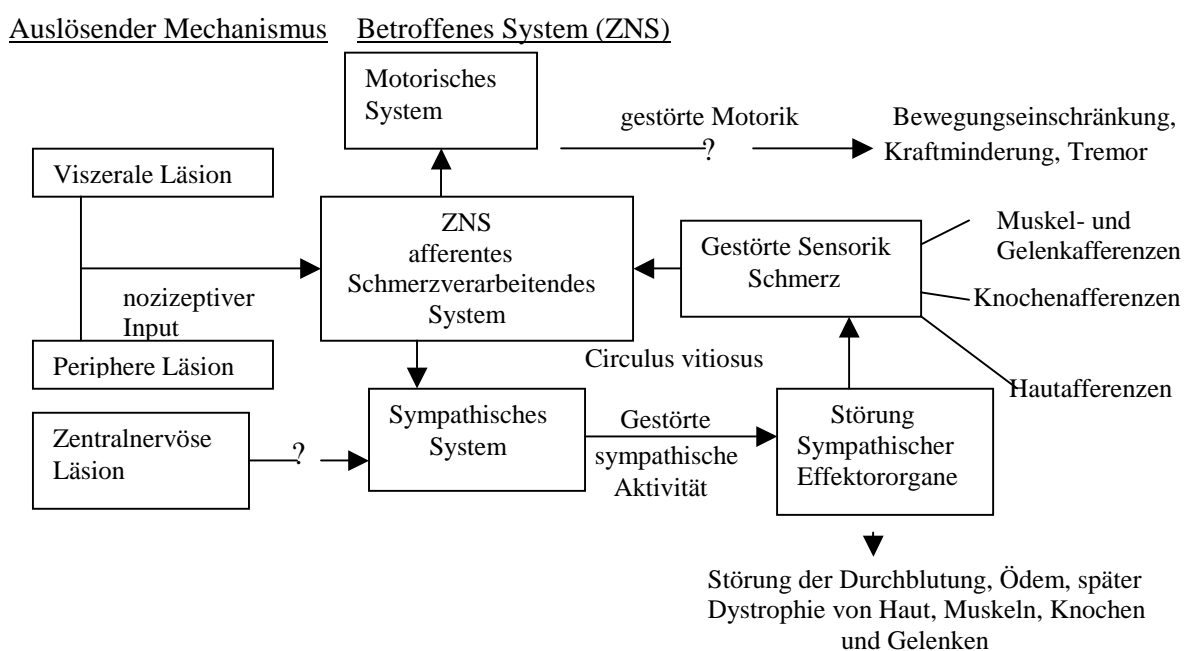 Auslösender Mechanismus Betroffenes System (ZNS)
Motorisches
System
gestörte Motorik
?
Bewegungseinschränkung,
Kraftminderung, Tremor
Viszerale Läsion
nozizeptiver
Input
Periphere Läsion
ZNS
afferentes
Schmerzverarbeitendes
System
Gestörte Sensorik
Schmerz
Muskel- und
Gelenkafferenzen
Knochenafferenzen
Hautafferenzen
Circulus vitiosus
Zentralnervöse
Läsion
?
Sympathisches
System
Gestörte
sympathische
Aktivität
Störung
Sympathischer
Effektororgane
Störung der Durchblutung, Ödem, später
Dystrophie von Haut, Muskeln, Knochen
und Gelenken